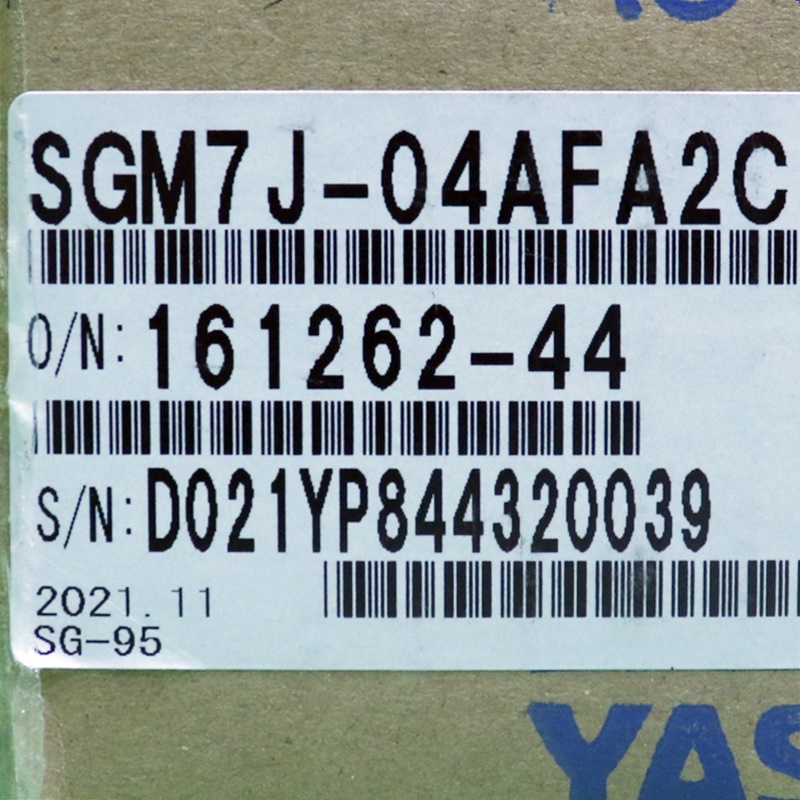 SGM7J-04AFA2C
O/N: 161262-44
S/N: D021YP844320039
2021.11
SG-95
YAS